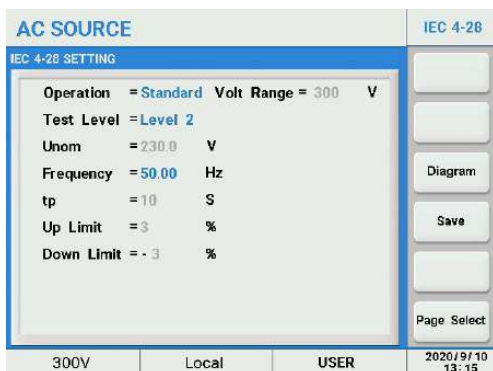 AC SOURCE
IEC 4-28
IEC 4-28 SETTING
Operation = Standard Volt Range = 300 V
Test Level = Level 2
Unom = 230.0 V
Frequency = 50.00 Hz
tp = 10 S
Up Limit = 3 %
Down Limit = - 3 %
Diagram
Save
Page Select
300V Local USER
2020/9/10
13:15